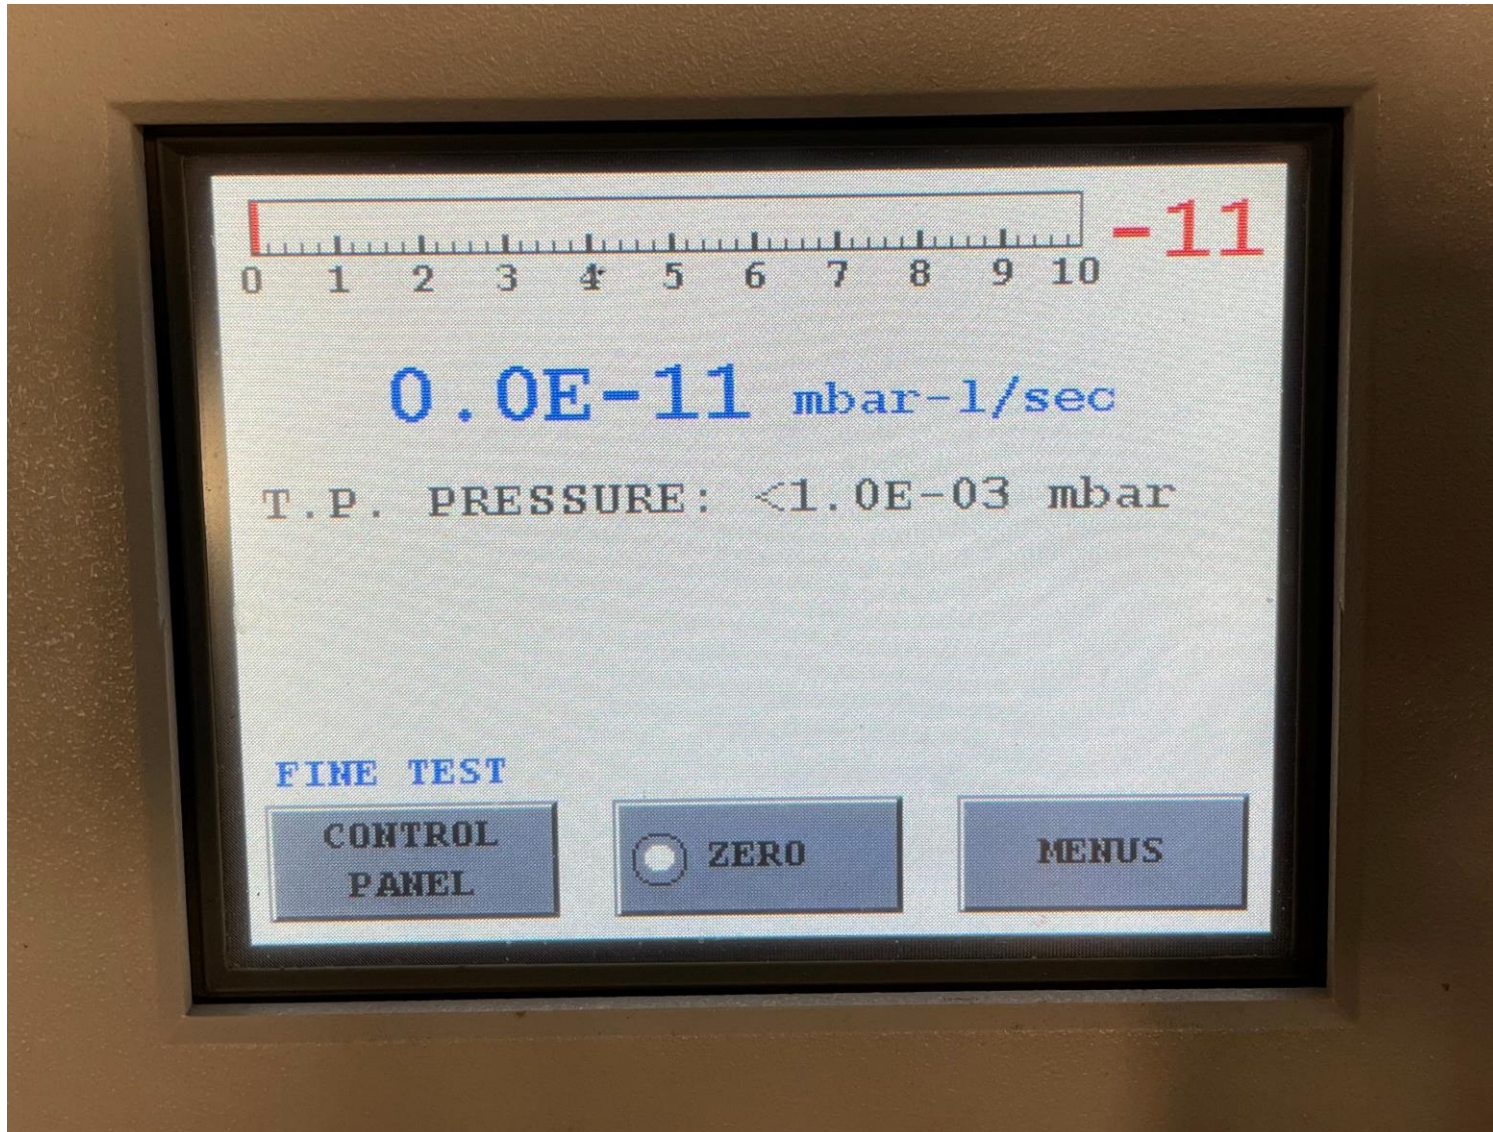 -11
0 1 2 3 4 5 6 7 8 9 10
0.0E-11 mbar-l/sec
T.P. PRESSURE: <1.0E-03 mbar
FINE TEST
CONTROL
PANEL
ZERO
MENUS